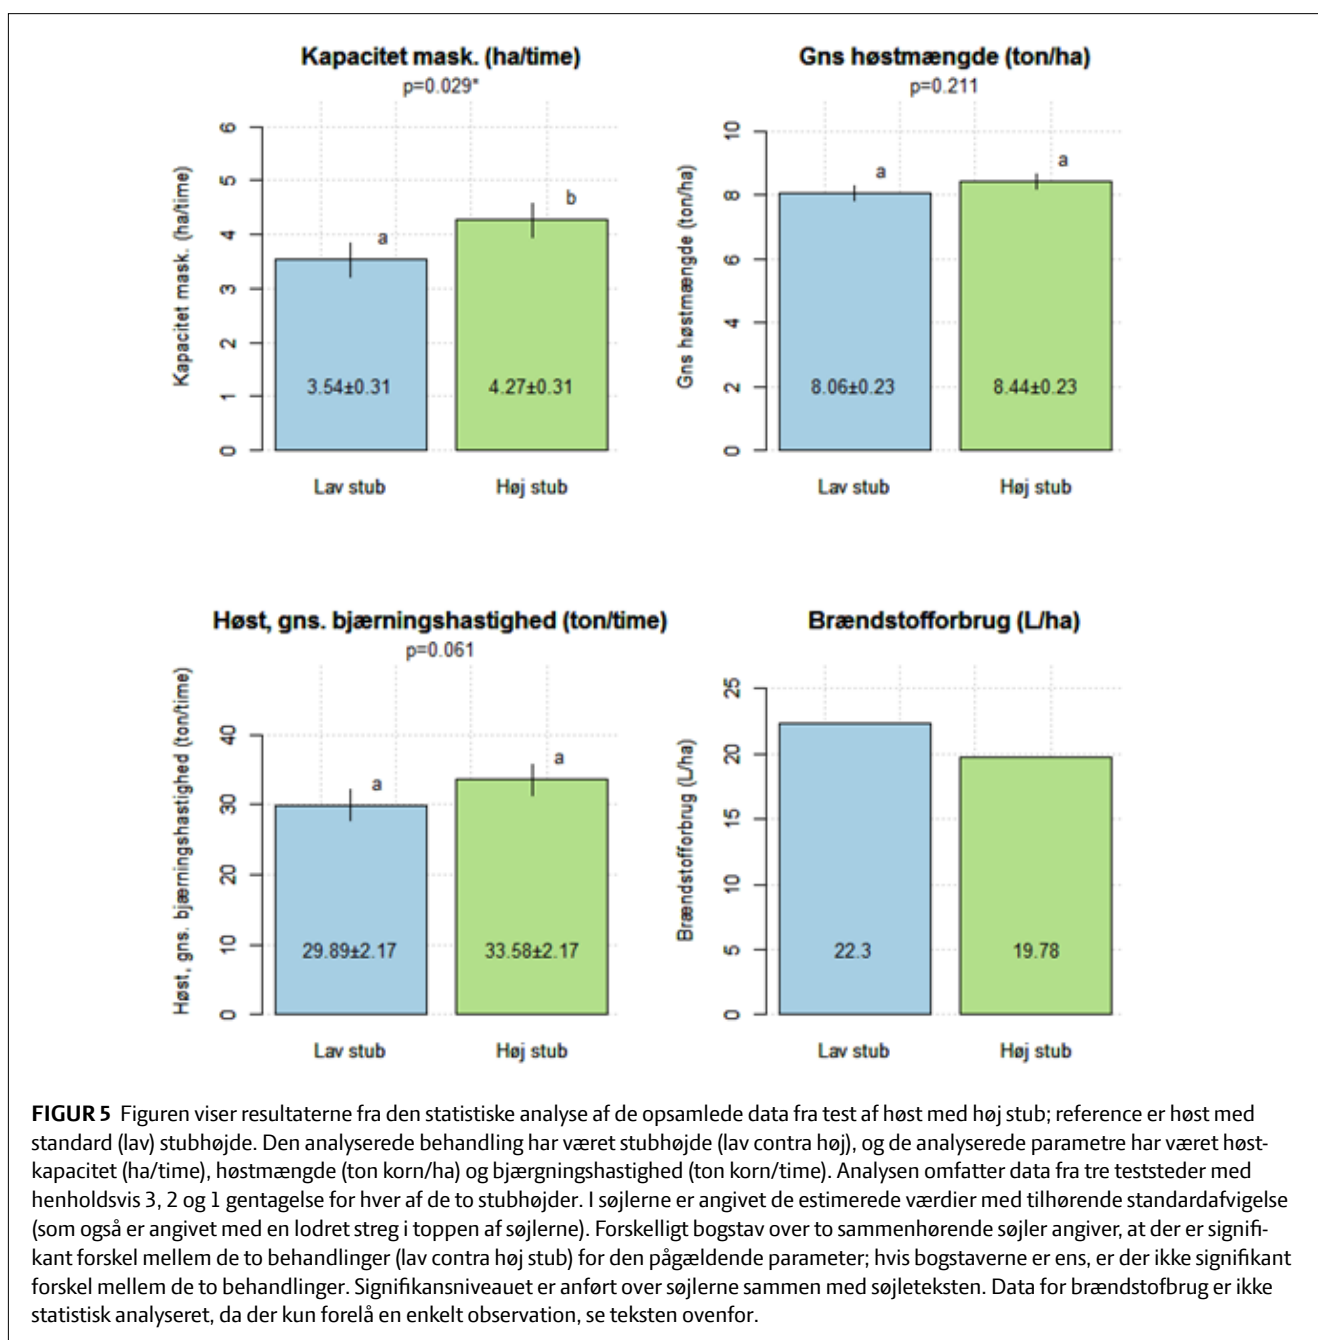 Kapacitet mask. (ha/time)
p=0.029*
Kapacitet mask. (ha/time)
6
5
4
3
2
1
0
a
b
3.54±0.31
4.27±0.31
Lav stub
Høj stub
Gns høstmængde (ton/ha)
p=0.211
Gns høstmængde (ton/ha)
10
8
6
4
2
0
a
a
8.06±0.23
8.44±0.23
Lav stub
Høj stub
Høst, gns. bjærningshastighed (ton/time)
p=0.061
Høst, gns. bjærningshastighed (ton/time)
40
30
20
10
0
a
a
29.89±2.17
33.58±2.17
Lav stub
Høj stub
Brændstofforbrug (L/ha)
Brændstofforbrug (L/ha)
25
20
15
10
5
0
22.3
19.78
Lav stub
Høj stub
FIGUR 5 Figuren viser resultaterne fra den statistiske analyse af de opsamlede data fra test af høst med høj stub; reference er høst med
standard (lav) stubhøjde. Den analyserede behandling har været stubhøjde (lav contra høj), og de analyserede parametre har været høst-
kapacitet (ha/time), høstmængde (ton korn/ha) og bjærgningshastighed (ton korn/time). Analysen omfatter data fra tre teststeder med
henholdsvis 3, 2 og 1 gentagelse for hver af de to stubhøjder. I søjlerne er angivet de estimerede værdier med tilhørende standardafvigelse
(som også er angivet med en lodret streg i toppen af søjlerne). Forskelligt bogstav over to sammenhørende søjler angiver, at der er signifi-
kant forskel mellem de to behandlinger (lav contra høj stub) for den pågældende parameter; hvis bogstaverne er ens, er der ikke signifikant
forskel mellem de to behandlinger. Signifikansniveauet er anført over søjlerne sammen med søjleteksten. Data for brændstofbrug er ikke
statistisk analyseret, da der kun forelå en enkelt observation, se teksten ovenfor.